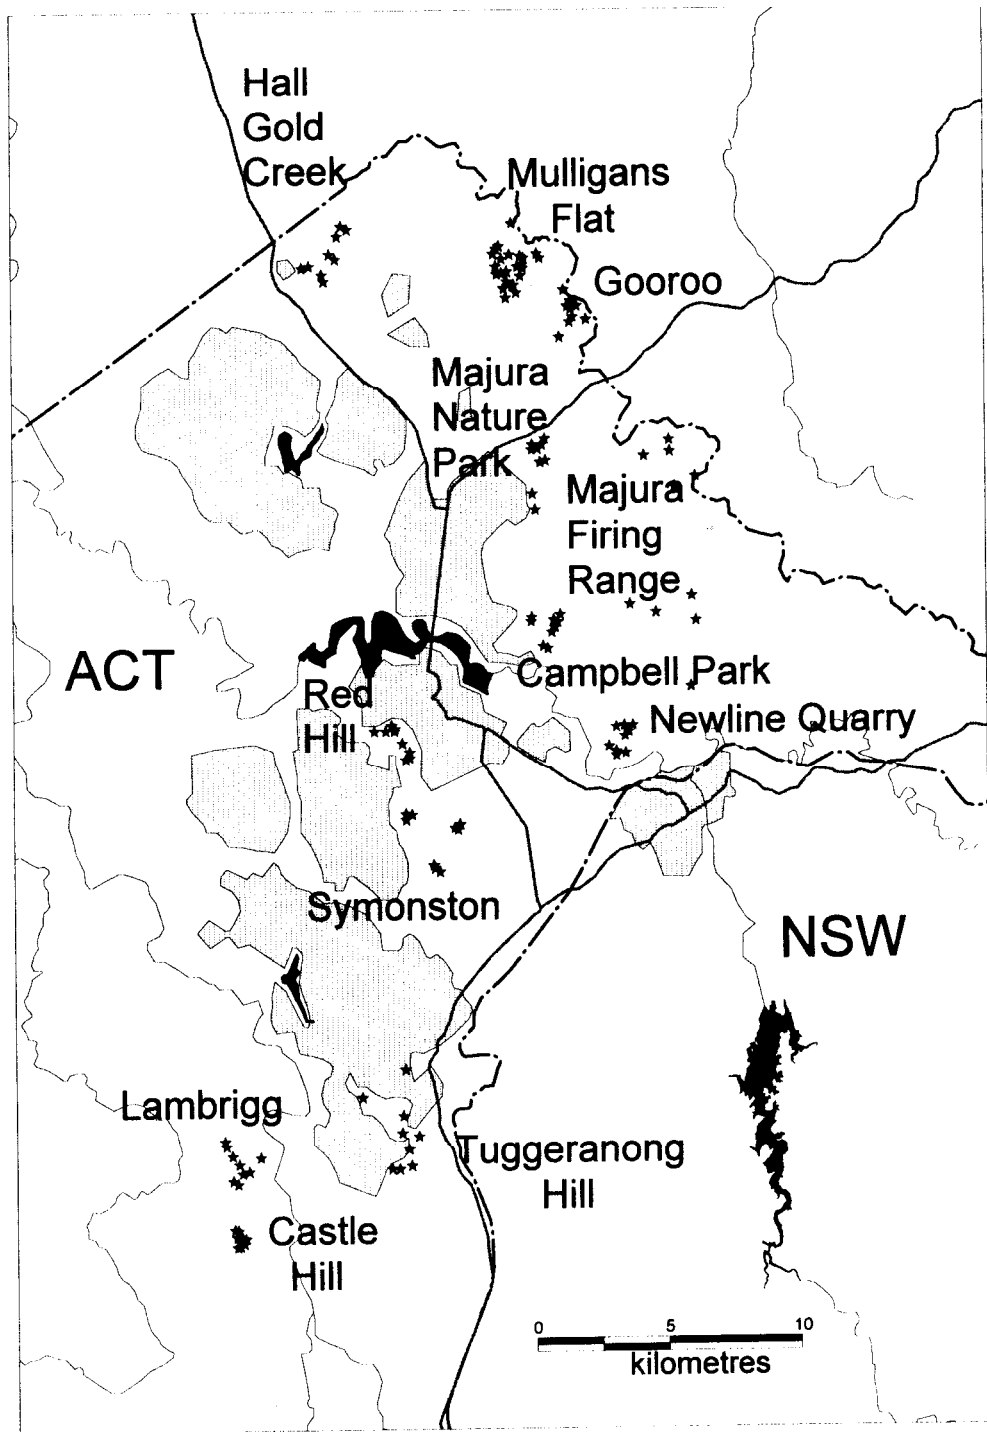 Hall
Gold
Creek
Mulligans
Flat
Gooroo
Majura
Nature
Park
Majura
Firing
Range
ACT
Campbell Park
Red
Hill
Newline Quarry
Symonston
NSW
Lambrigg
Tuggeranong
Hill
Castle
Hill
0 5 10
kilometres